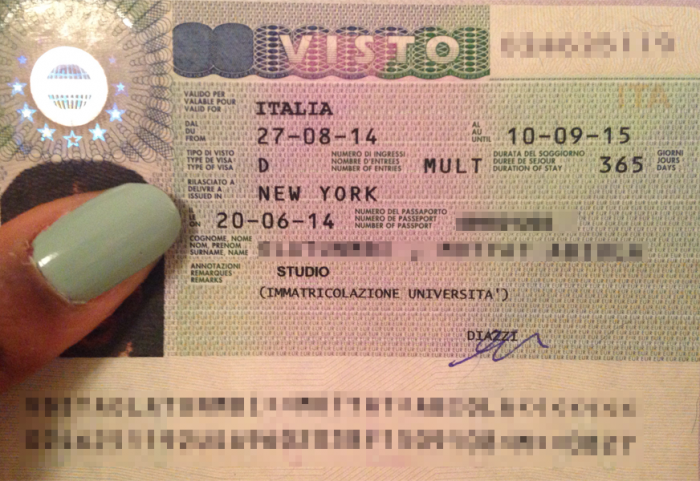 VISTO
VALIDO PER
VALABLE POUR
VALID FOR
ITALIA
ITA
DAL
DU
FROM
27-08-14
AL
AU
UNTIL
10-09-15
TIPO DI VISTO
TYPE DE VISA
TYPE OF VISA
D
NUMERO DI INGRESSI
NOMBRE D'ENTREES
NUMBER OF ENTRIES
MULT
DURATA DEL SOGGIORNO
DUREE DE SEJOUR
DURATION OF STAY
365
GIORNI
JOURS
DAYS
RILASCIATO A
DELIVRE A
ISSUED IN
NEW YORK
20-06-14
NUMERO DEL PASSAPORTO
NUMERO DE PASSEPORT
NUMBER OF PASSPORT
COGNOME, NOME
NOM, PRENOM
SURNAME, NAME
ANNOTAZIONI
REMARQUES
REMARKS
STUDIO
(IMMATRICOLAZIONE UNIVERSITA')
DIAZZI